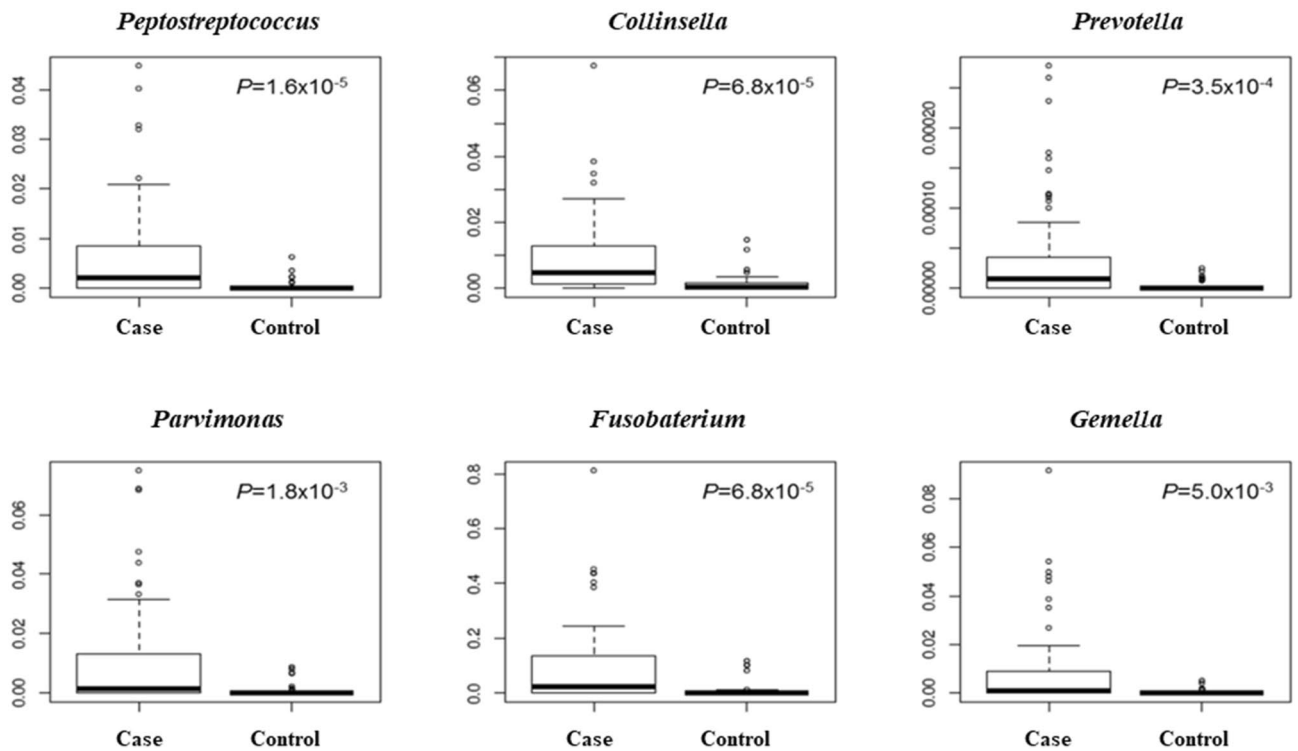 Peptostreptococcus
P=1.6x10-5
0.04
0.03
0.02
0.01
0.00
Case Control
Collinsella
P=6.8x10-5
0.06
0.04
0.02
0.00
Case Control
Prevotella
P=3.5x10-4
0.00020
0.00010
0.00000
Case Control
Parvimonas
P=1.8x10-3
0.06
0.04
0.02
0.00
Case Control
Fusobaterium
P=6.8x10-5
0.8
0.6
0.4
0.2
0.0
Case Control
Gemella
P=5.0x10-3
0.08
0.06
0.04
0.02
0.00
Case Control